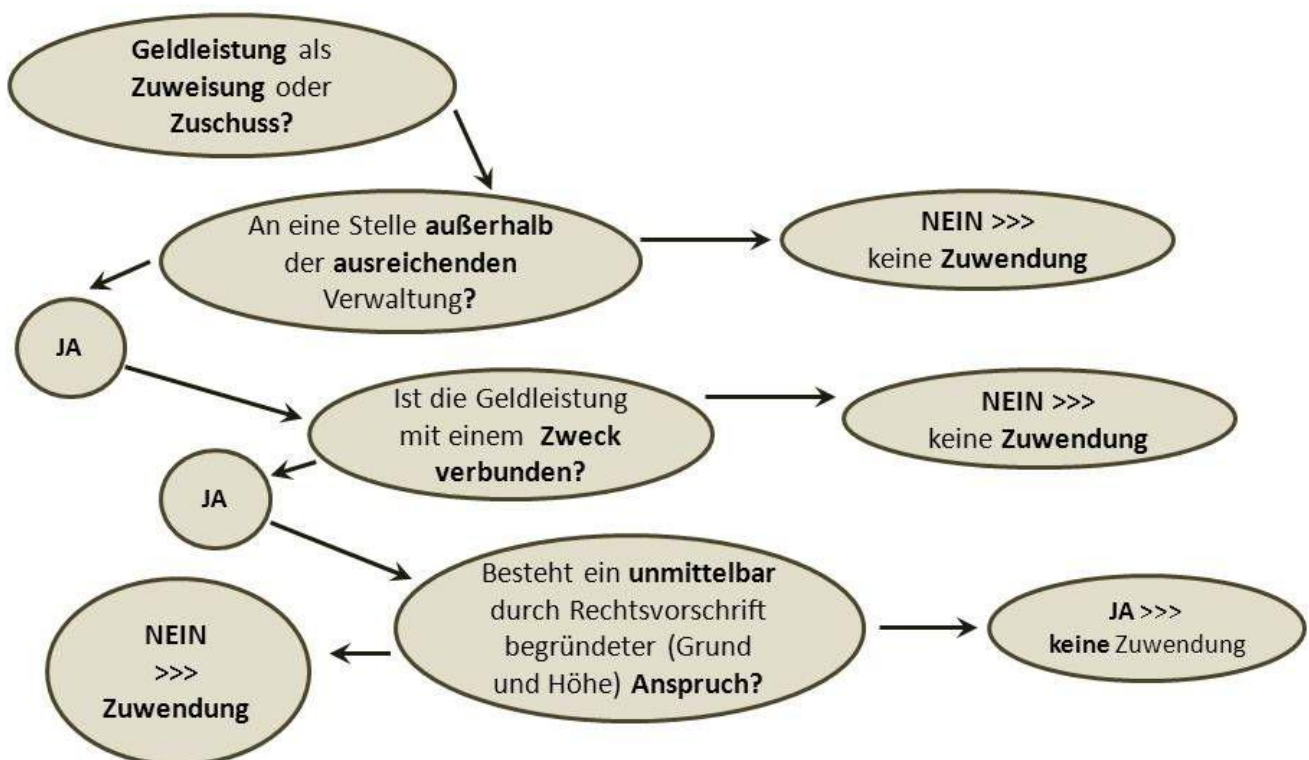 Geldleistung als
Zuweisung oder
Zuschuss?
An eine Stelle außerhalb
der ausreichenden
Verwaltung?
NEIN >>>
keine Zuwendung
JA
Ist die Geldleistung
mit einem Zweck
verbunden?
NEIN >>>
keine Zuwendung
JA
Besteht ein unmittelbar
durch Rechtsvorschrift
begründeter (Grund
und Höhe) Anspruch?
JA >>>
keine Zuwendung
NEIN
>>>
Zuwendung